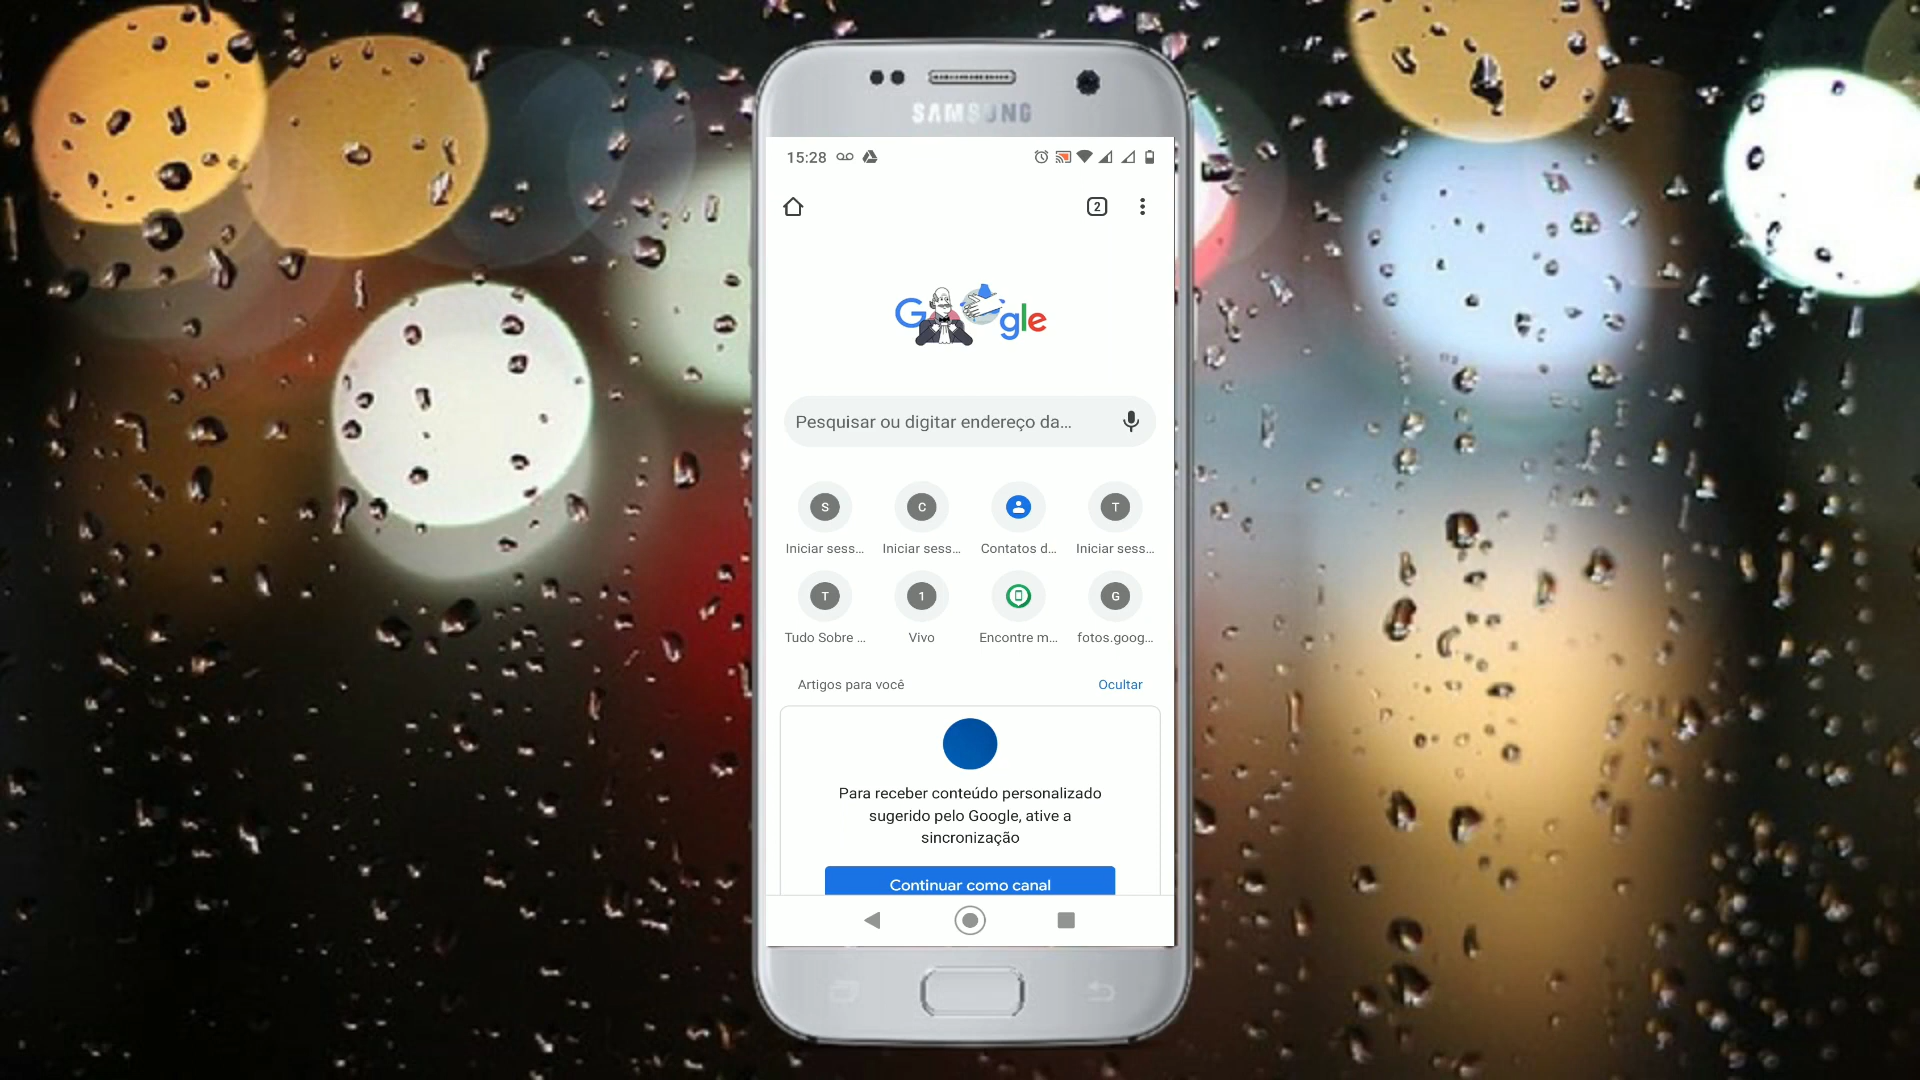 SAMSUNG
15:28
2
Google
Pesquisar ou digitar endereço da...
S
C
T
Iniciar sess...
Iniciar sess...
Contatos d...
Iniciar sess...
T
1
G
Tudo Sobre ...
Vivo
Encontre m...
fotos.goog...
Artigos para você
Ocultar
Para receber conteúdo personalizado
sugerido pelo Google, ative a
sincronização
Continuar como canal